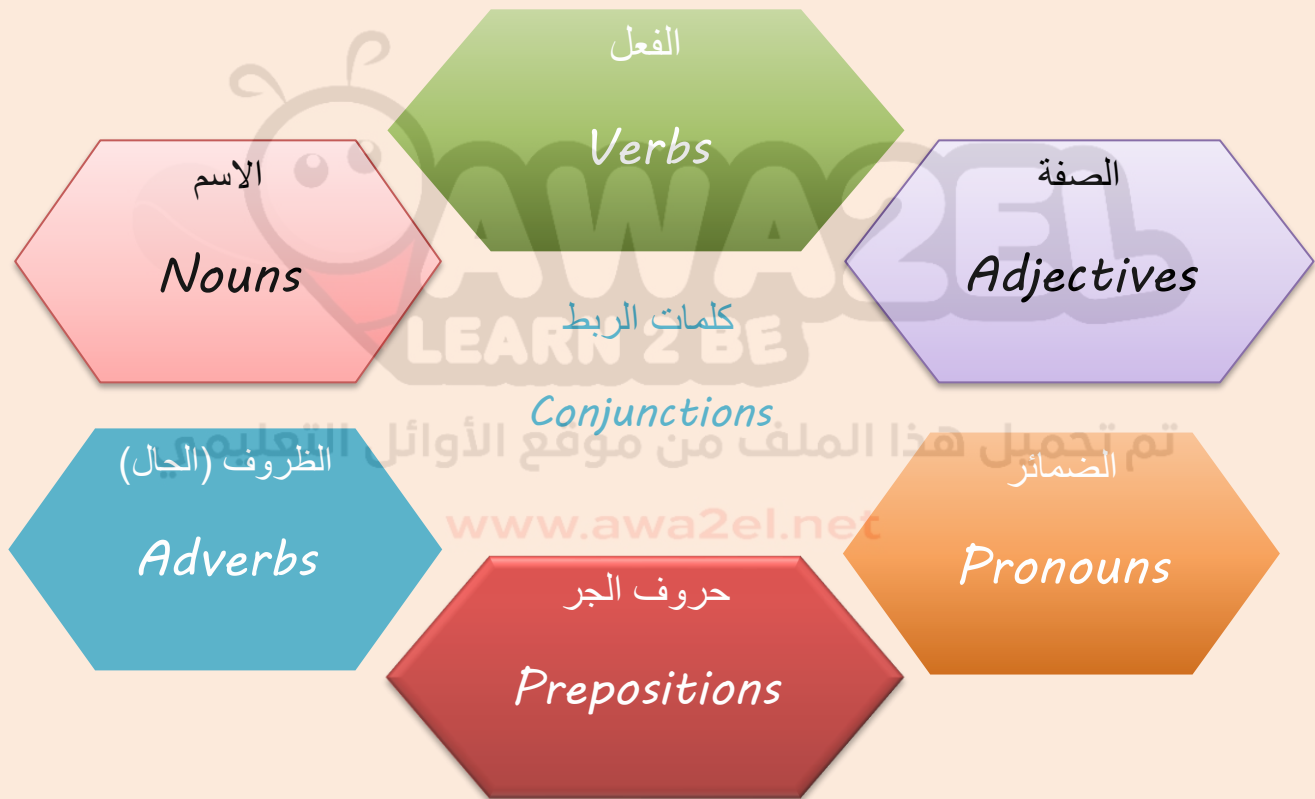 الفعل
Verbs
الاسم
Nouns
الصفة
Adjectives
AWA2EL
LEARN 2 BE
كلمات الربط
Conjunctions
تم تحميل هذا الملف من موقع الأوائل التعليمي
www.awa2el.net
الظروف (الحال)
Adverbs
الضمائر
Pronouns
حروف الجر
Prepositions